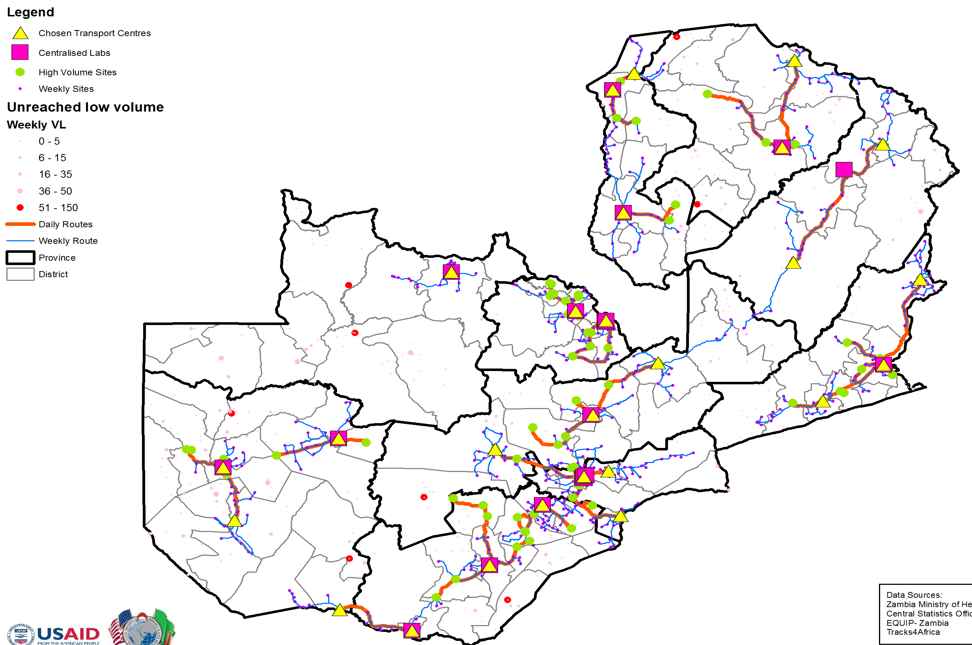 Legend
Chosen Transport Centres
Centralised Labs
High Volume Sites
Weekly Sites
Unreached low volume
Weekly VL
0 - 5
6 - 15
16 - 35
36 - 50
51 - 150
Daily Routes
Weekly Route
Province
District
USAID
FROM THE AMERICAN PEOPLE
Data Sources:
Zambia Ministry of He
Central Statistics Offic
EQUIP- Zambia
Tracks4Africa